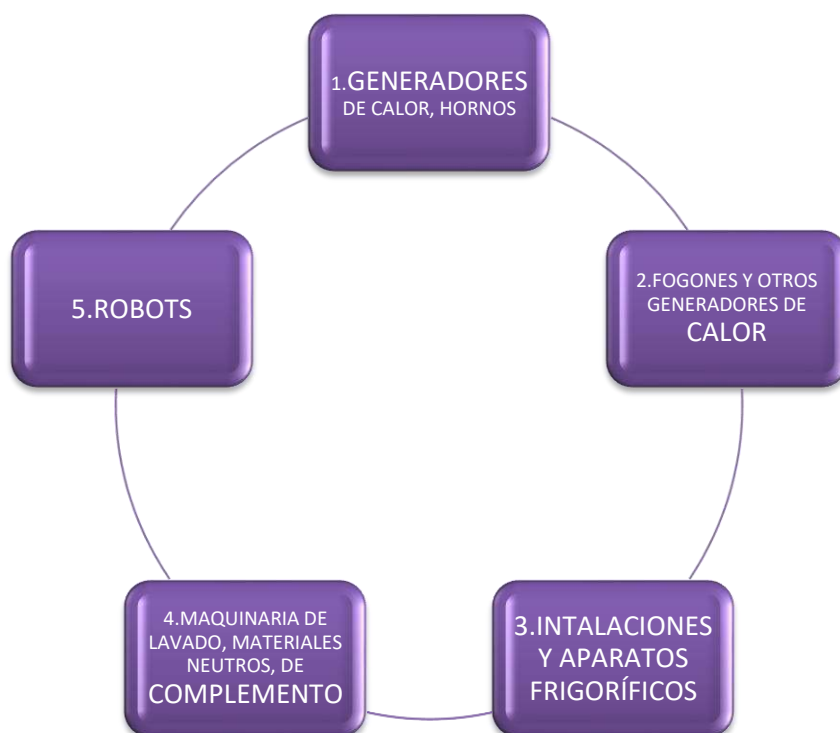 1.GENERADORES
DE CALOR, HORNOS
2.FOGONES Y OTROS
GENERADORES DE
CALOR
3.INTALACIONES
Y APARATOS
FRIGORÍFICOS
4.MAQUINARIA DE
LAVADO, MATERIALES
NEUTROS, DE
COMPLEMENTO
5.ROBOTS